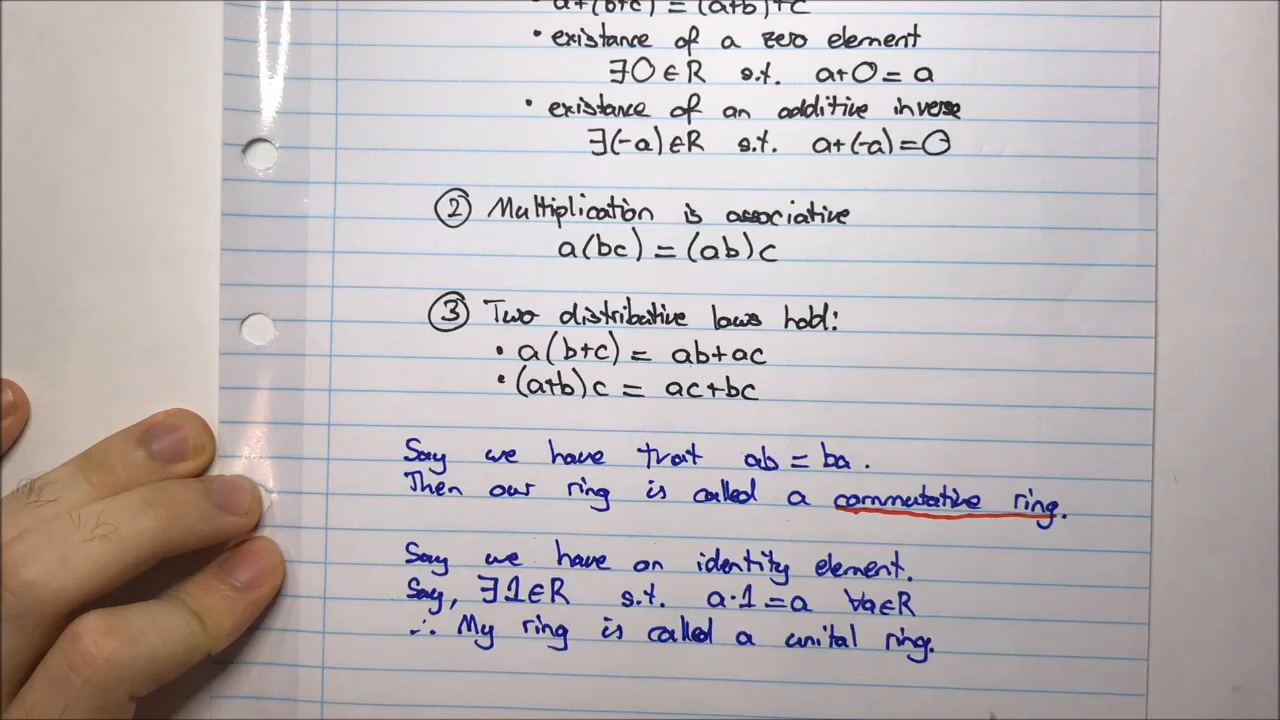 • a+(b+c) = (a+b)+c
• existance of a zero element
∃0∈R s.t. a+0=a
• existance of an additive inverse
∃(-a)∈R s.t. a+(-a)=0
② Multiplication is associative
a(bc) = (ab)c
③ Two distributive laws hold:
• a(b+c) = ab+ac
• (a+b)c = ac+bc
Say we have trait ab = ba.
Then our ring is called a commutative ring.
Say we have an identity element.
Say, ∃1∈R s.t. a·1=a ∀a∈R
∴ My ring is called a unital ring.